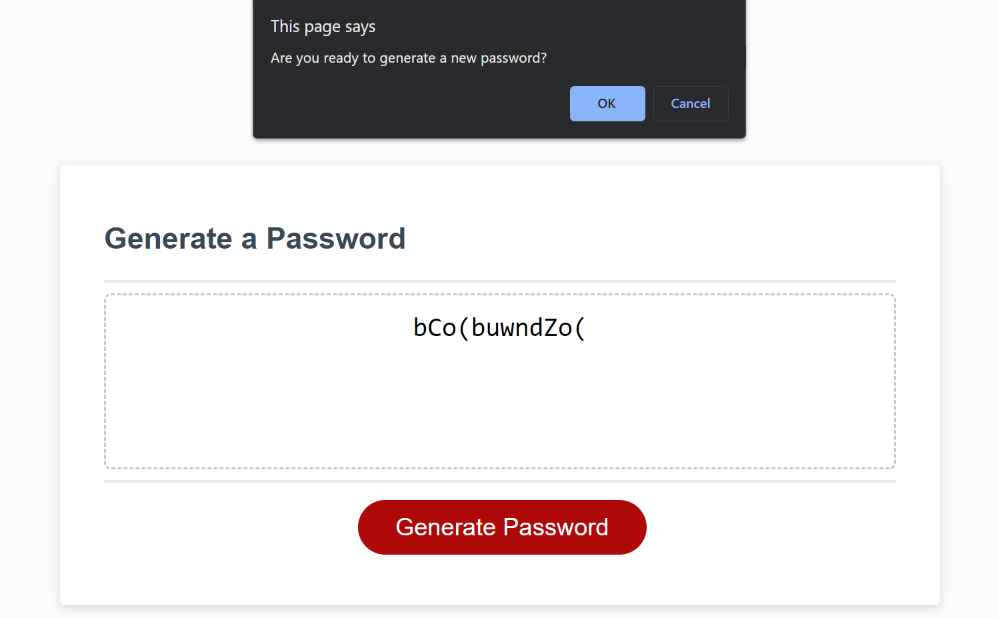 This page says
Are you ready to generate a new password?
OK Cancel
Generate a Password
bCo(buwndZo(
Generate Password